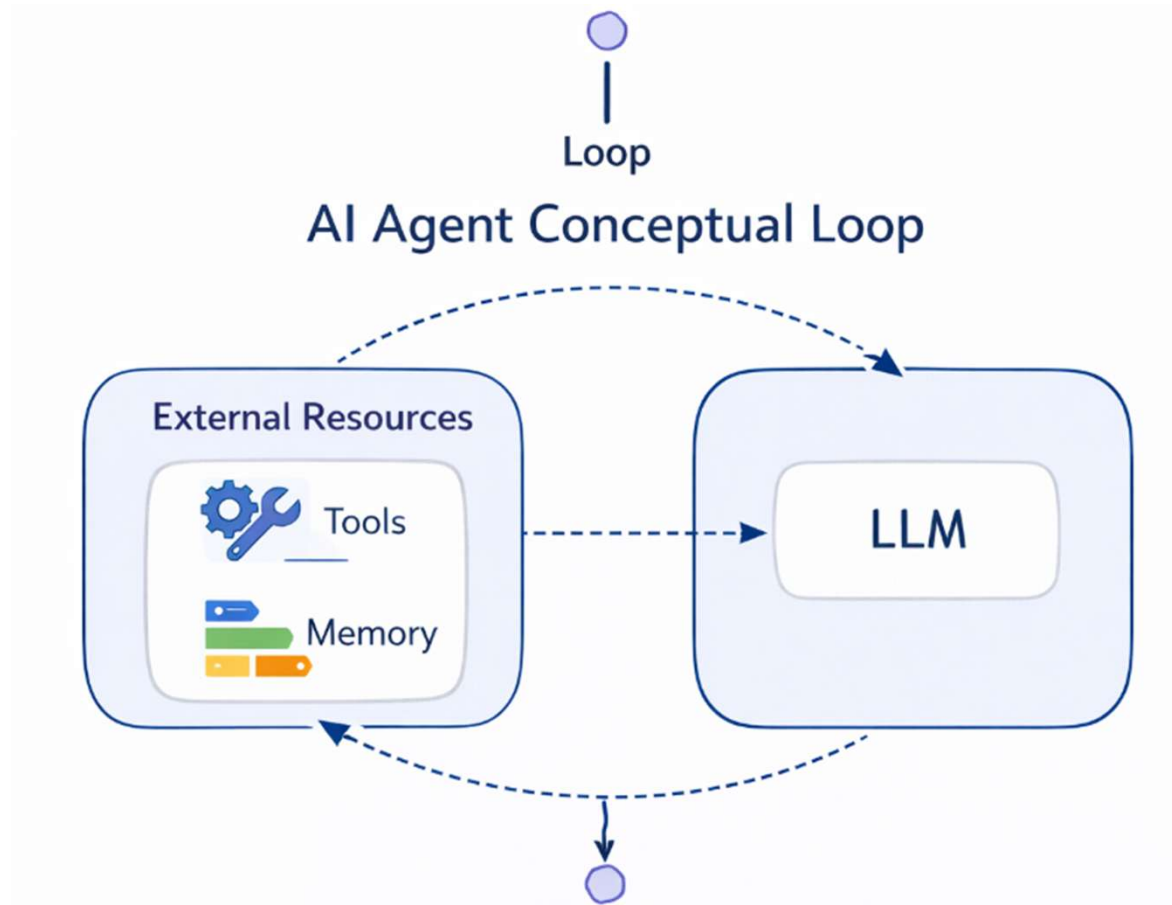 Loop
AI Agent Conceptual Loop
External Resources
Tools
Memory
LLM